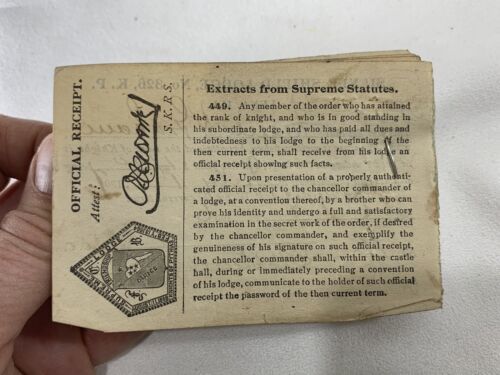 OFFICIAL RECEIPT.
Attest:
S. K. R. S.
Extracts from Supreme Statutes.
449. Any member of the order who has attained
the rank of knight, and who is in good standing in
his subordinate lodge, and who has paid all dues and
indebtedness to his lodge to the beginning of the
then current term, shall receive from his lodge an
official receipt showing such facts.
451. Upon presentation of a properly authenti-
cated official receipt to the chancellor commander of
a lodge, at a convention thereof, by a brother who can
prove his identity and undergo a full and satisfactory
examination in the secret work of the order, if desired
by the chancellor commander, and exemplify the
genuineness of his signature on such official receipt,
the chancellor commander shall, within the castle
hall, during or immediately preceding a convention
of his lodge, communicate to the holder of such official
receipt the password of the then current term.